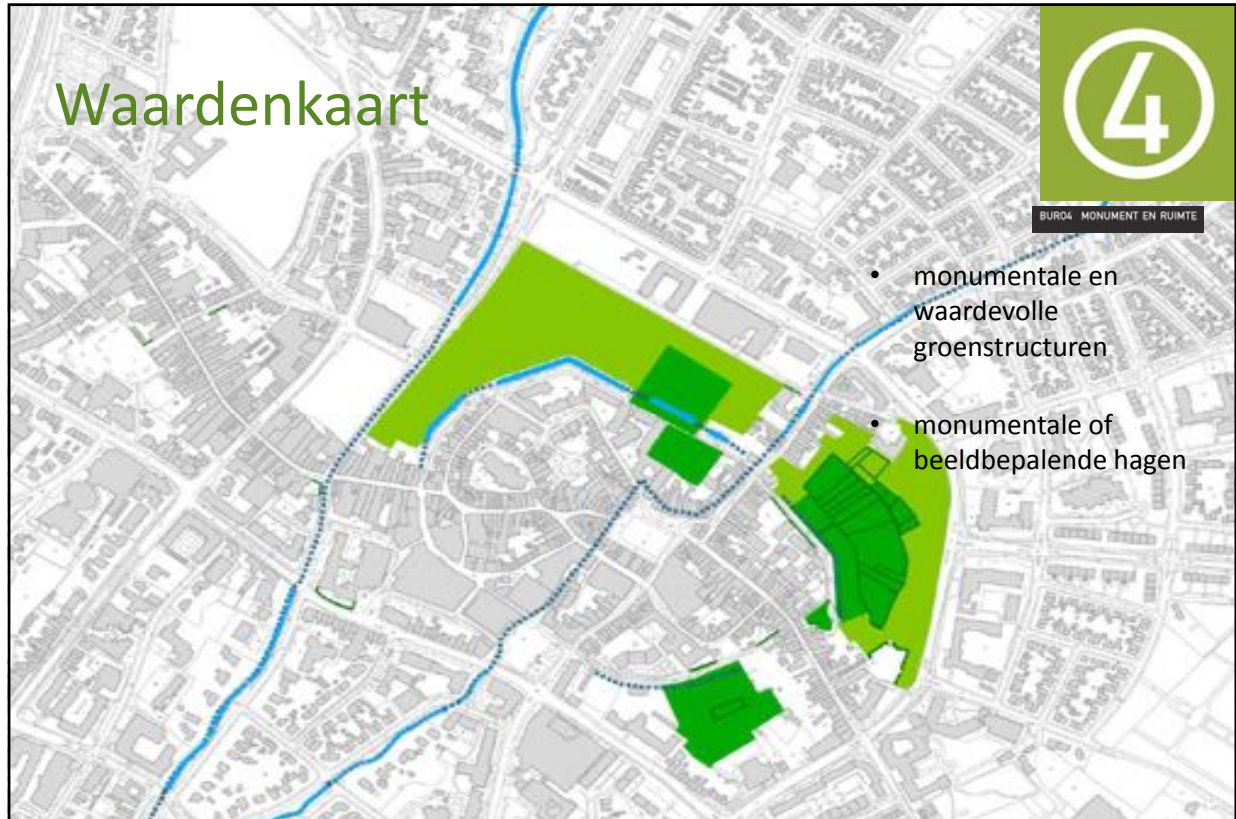 Waardenkaart
4
BURO4 MONUMENT EN RUIMTE
• monumentale en
waardevolle
groenstructuren
• monumentale of
beeldbepalende hagen